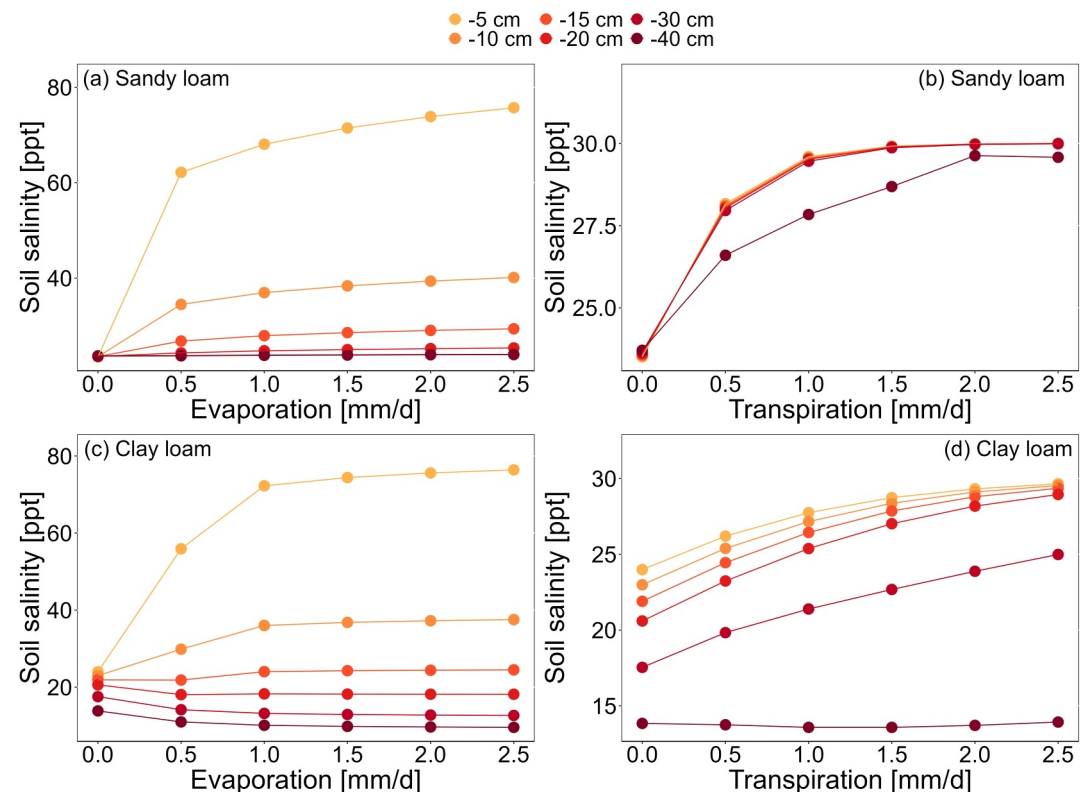 -5 cm -15 cm -30 cm
-10 cm -20 cm -40 cm
(a) Sandy loam
80
60
40
Soil salinity [ppt]
0.0 0.5 1.0 1.5 2.0 2.5
Evaporation [mm/d]
(b) Sandy loam
30.0
27.5
25.0
Soil salinity [ppt]
0.0 0.5 1.0 1.5 2.0 2.5
Transpiration [mm/d]
(c) Clay loam
80
60
40
20
Soil salinity [ppt]
0.0 0.5 1.0 1.5 2.0 2.5
Evaporation [mm/d]
(d) Clay loam
30
25
20
15
Soil salinity [ppt]
0.0 0.5 1.0 1.5 2.0 2.5
Transpiration [mm/d]